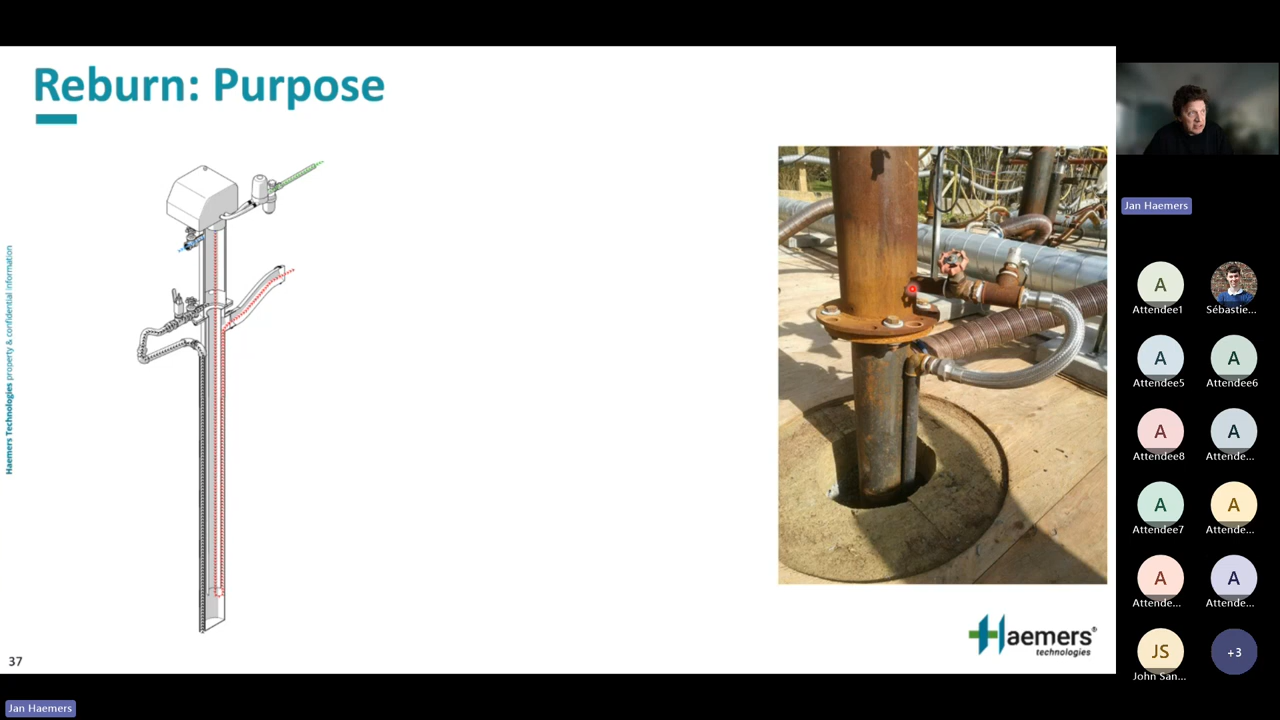 Reburn: Purpose
Haemers Technologies property & confidential information
Haemers®
technologies
37
Jan Haemers
A
Attendee1
Sébastie...
A
Attendee5
A
Attendee6
A
Attendee8
A
Attende...
A
Attendee7
A
Attende...
A
Attende...
A
Attende...
JS
John San...
+3
Jan Haemers